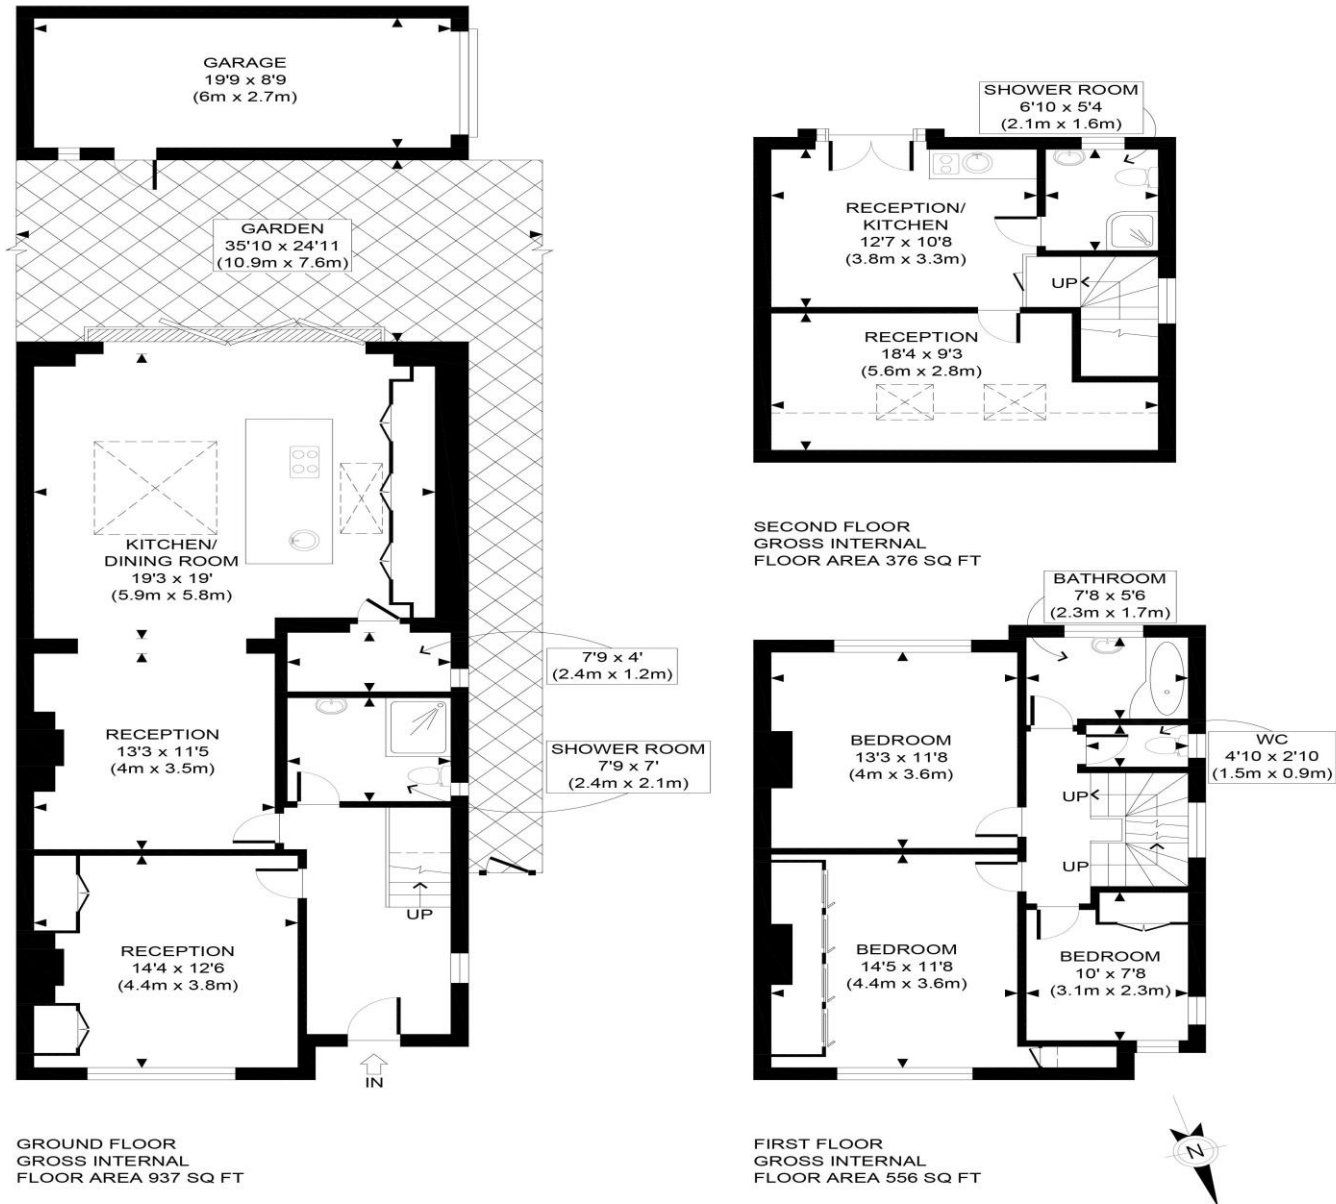 GARAGE
19'9 x 8'9
(6m x 2.7m)
GARDEN
35'10 x 24'11
(10.9m x 7.6m)
KITCHEN/
DINING ROOM
19'3 x 19'
(5.9m x 5.8m)
7'9 x 4'
(2.4m x 1.2m)
RECEPTION
13'3 x 11'5
(4m x 3.5m)
SHOWER ROOM
7'9 x 7'
(2.4m x 2.1m)
UP
RECEPTION
14'4 x 12'6
(4.4m x 3.8m)
IN
GROUND FLOOR
GROSS INTERNAL
FLOOR AREA 937 SQ FT
SHOWER ROOM
6'10 x 5'4
(2.1m x 1.6m)
RECEPTION/
KITCHEN
12'7 x 10'8
(3.8m x 3.3m)
UP
RECEPTION
18'4 x 9'3
(5.6m x 2.8m)
SECOND FLOOR
GROSS INTERNAL
FLOOR AREA 376 SQ FT
BATHROOM
7'8 x 5'6
(2.3m x 1.7m)
BEDROOM
13'3 x 11'8
(4m x 3.6m)
WC
4'10 x 2'10
(1.5m x 0.9m)
UP
UP
BEDROOM
14'5 x 11'8
(4.4m x 3.6m)
BEDROOM
10' x 7'8
(3.1m x 2.3m)
FIRST FLOOR
GROSS INTERNAL
FLOOR AREA 556 SQ FT
N